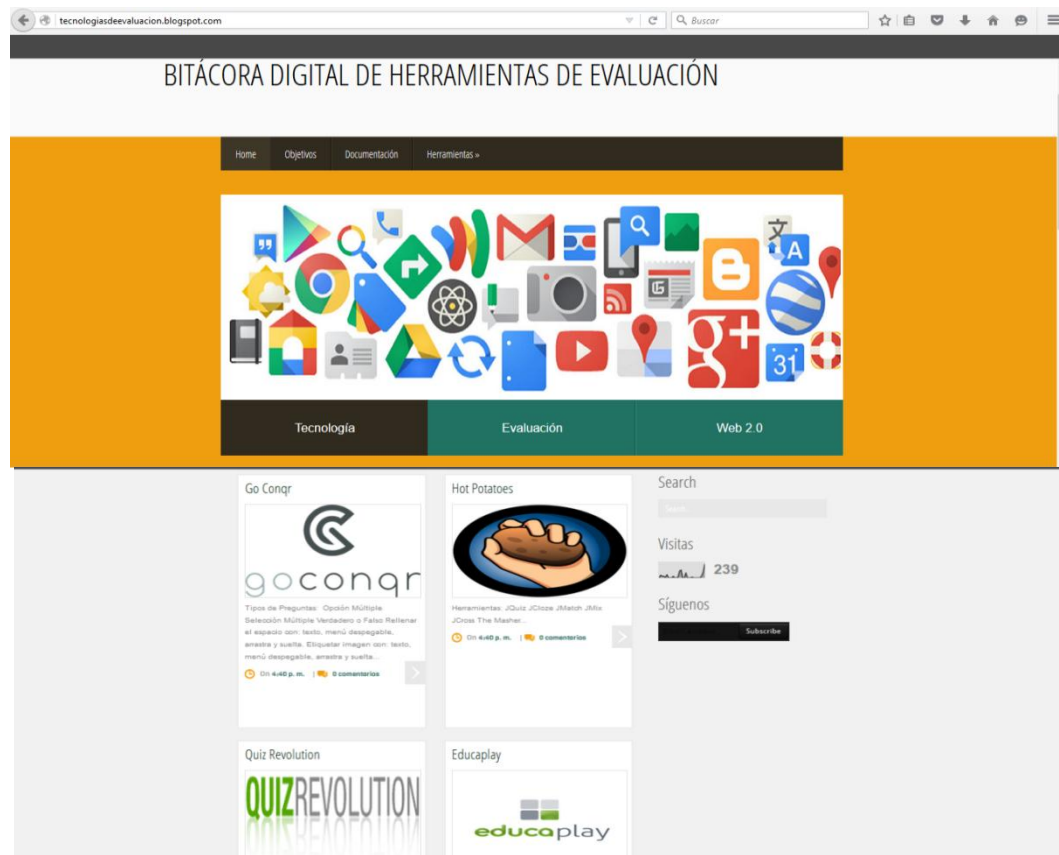 tecnologiasdeevaluacion.blogspot.com
Buscar
BITÁCORA DIGITAL DE HERRAMIENTAS DE EVALUACIÓN
Home Objetivos Documentación Herramientas »
文
A
G
g+
31
Tecnología Evaluación Web 2.0
Go Conqr
goconqr
Tipos de Preguntas: Opción Múltiple
Selección Múltiple Verdadero o Falso Rellenar
el espacio con: texto, menú despegable,
arrastra y suelta. Etiquetar imagen con: texto,
menú despegable, arrastra y suelta...
On 4:40 p. m. | 0 comentarios
Hot Potatoes
Herramientas: JQuiz JCloze JMatch JMix
JCross The Masher...
On 4:40 p. m. | 0 comentarios
Search
Search
Visitas
239
Síguenos
Subscribe
Quiz Revolution
QUIZREVOLUTION
Educaplay
educaplay